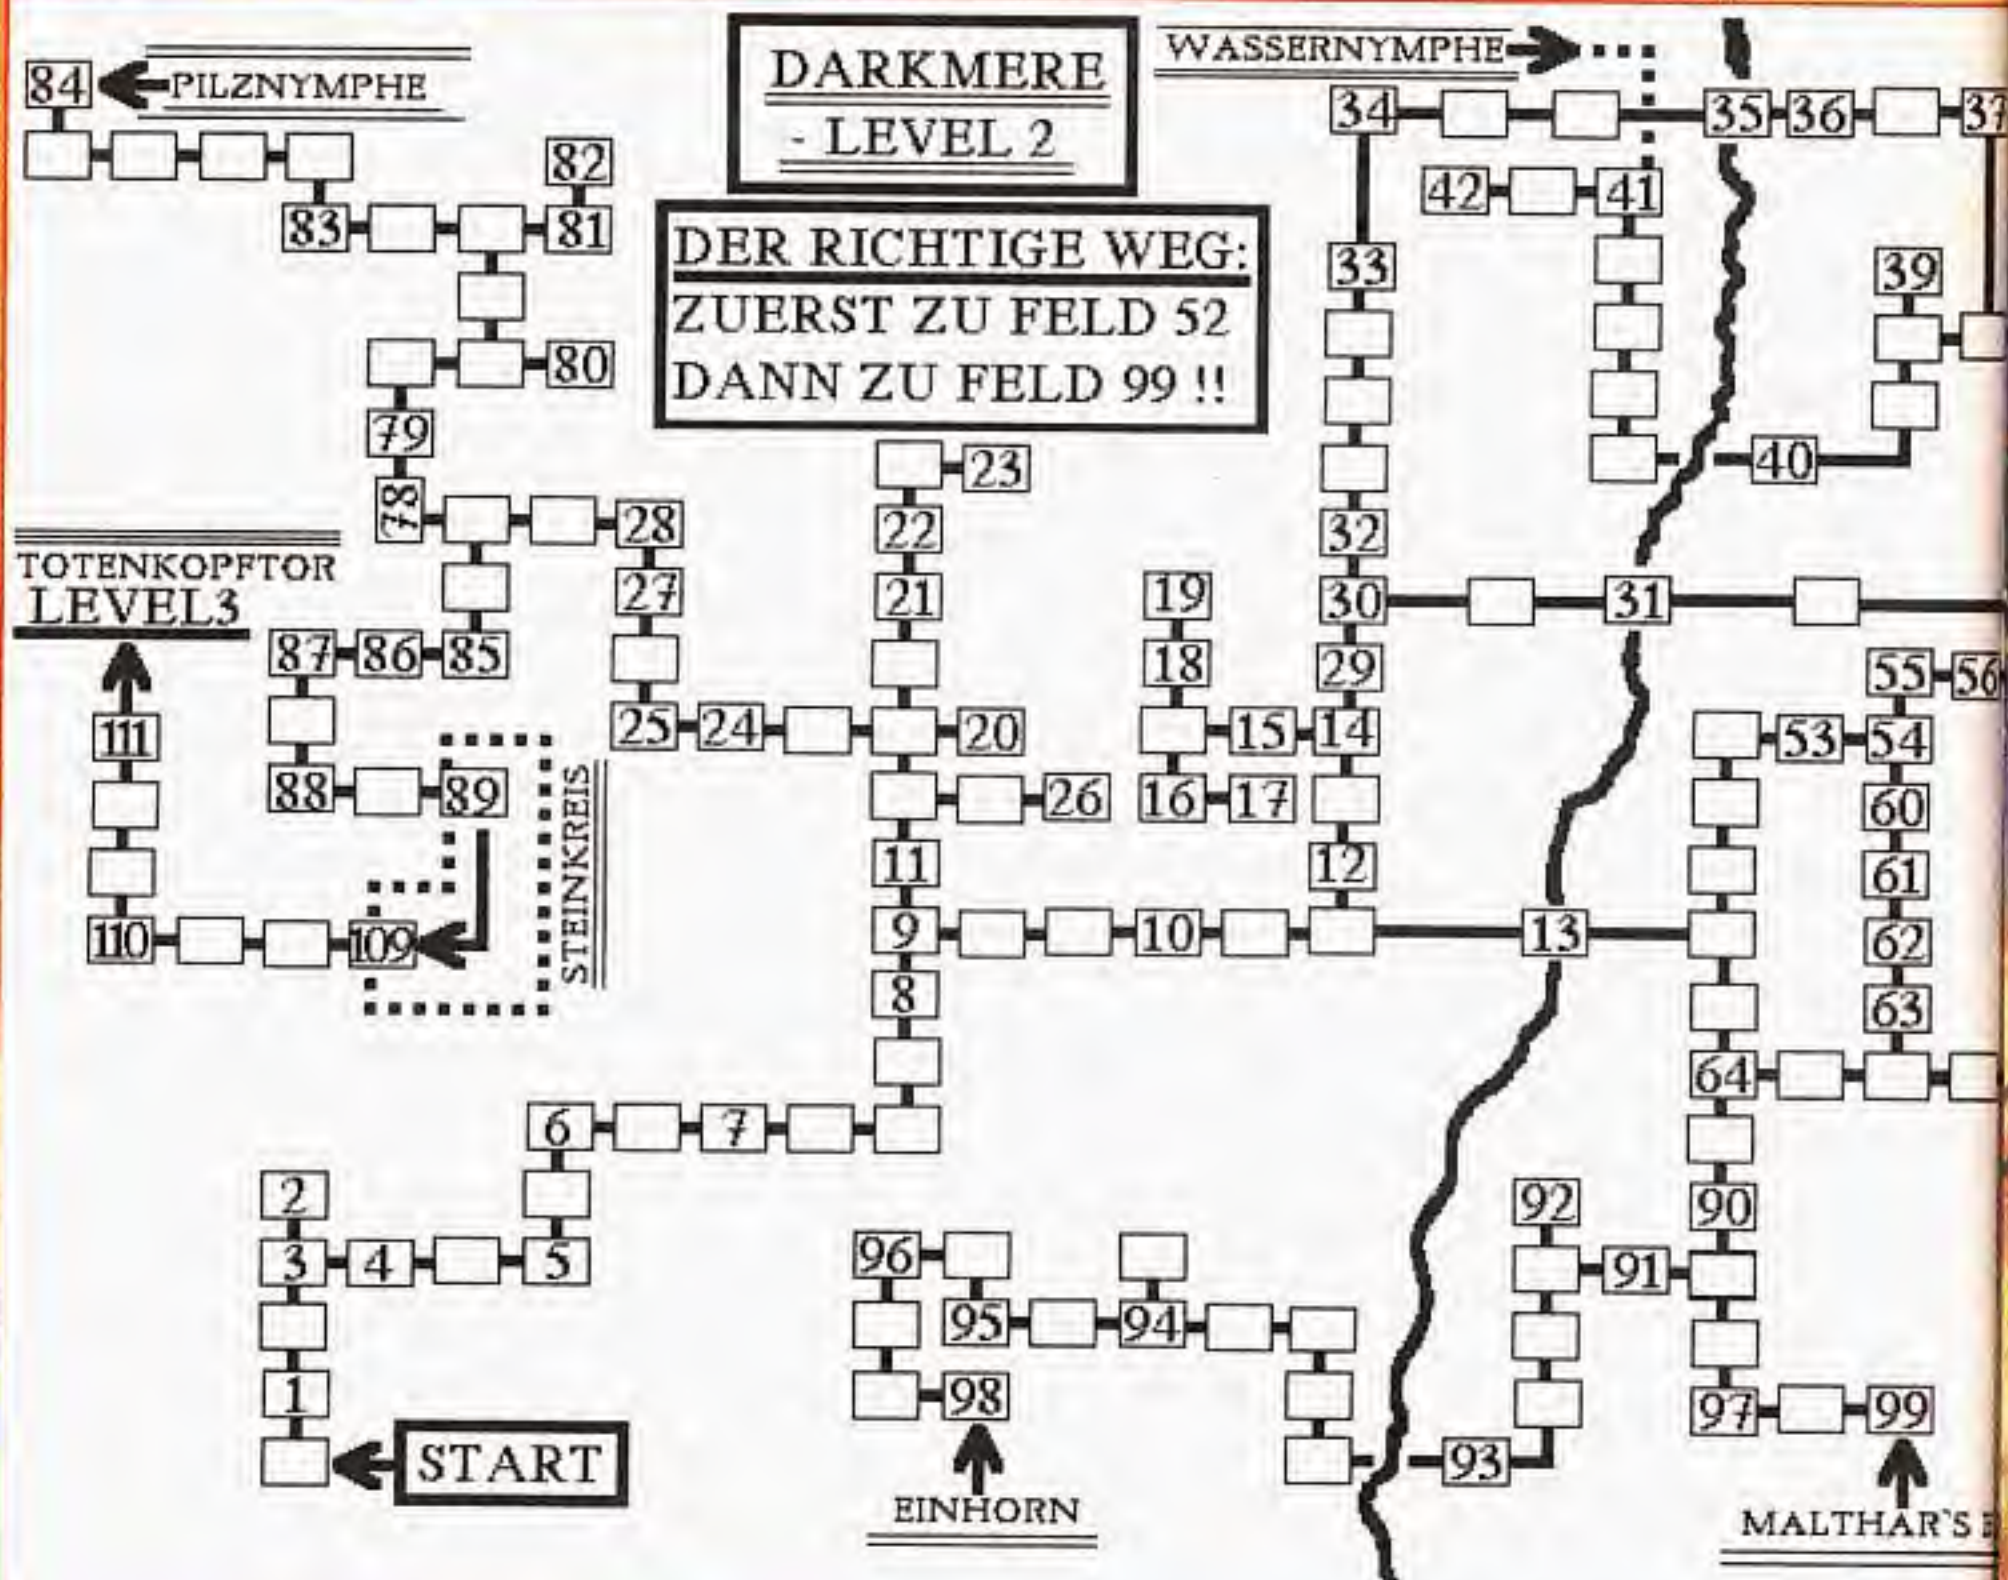 DARKMERE
- LEVEL 2
DER RICHTIGE WEG:
ZUERST ZU FELD 52
DANN ZU FELD 99 !!
WASSERNYMPHE
84 PILZNYMPHE
34 35 36 37
82
42 41
83 81
33 39
80
79
23 40
78 28 22 32
TOTENKOPFTOR
LEVEL3
27 21 19 30 31
87 86 85 18 29 55 56
111 25 24 20 15 14 53 54
88 89 26 16 17 60
STEINKREIS
11 12 61
110 109 9 10 13 62
8 63
64
6 7
2 92 90
3 4 5 96 91
95 94
1 98 97 99
START 93
EINHORN
MALTHAR'S